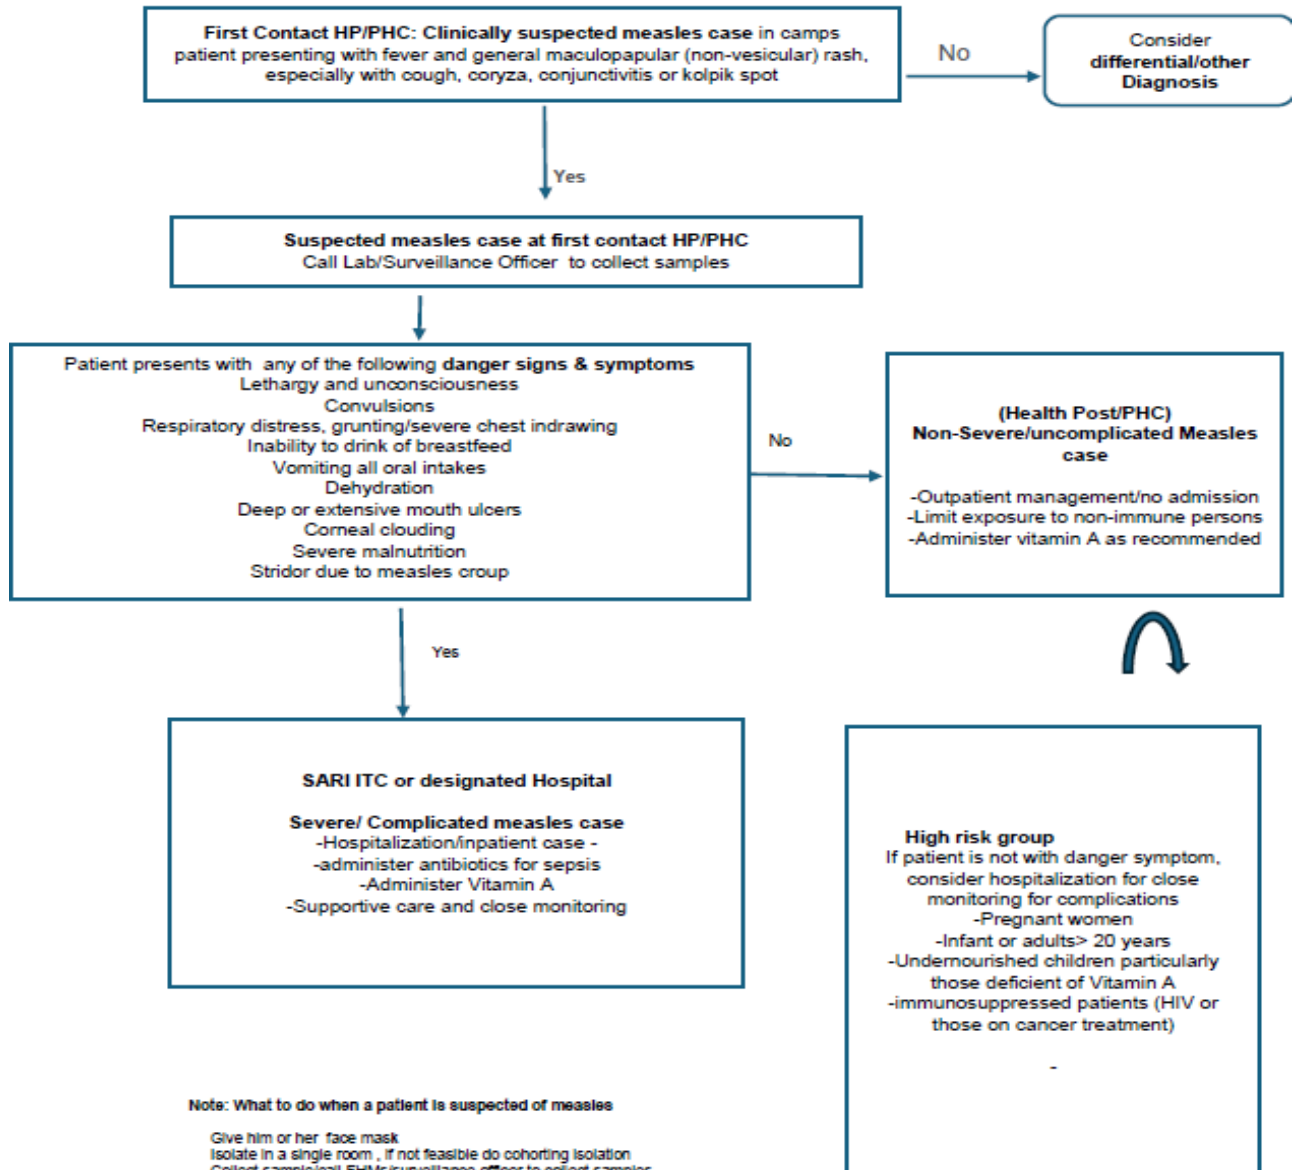 First Contact HP/PHC: Clinically suspected measles case in camps
patient presenting with fever and general maculopapular (non-vesicular) rash,
especially with cough, coryza, conjunctivitis or kolpik spot
No
Consider
differential/other
Diagnosis
Yes
Suspected measles case at first contact HP/PHC
Call Lab/Surveillance Officer to collect samples
Patient presents with any of the following danger signs & symptoms
Lethargy and unconsciousness
Convulsions
Respiratory distress, grunting/severe chest indrawing
Inability to drink of breastfeed
Vomiting all oral intakes
Dehydration
Deep or extensive mouth ulcers
Corneal clouding
Severe malnutrition
Stridor due to measles croup
No
(Health Post/PHC)
Non-Severe/uncomplicated Measles
case
-Outpatient management/no admission
-Limit exposure to non-immune persons
-Administer vitamin A as recommended
Yes
SARI ITC or designated Hospital
Severe/ Complicated measles case
-Hospitalization/inpatient case -
-administer antibiotics for sepsis
-Administer Vitamin A
-Supportive care and close monitoring
High risk group
If patient is not with danger symptom,
consider hospitalization for close
monitoring for complications
-Pregnant women
-Infant or adults> 20 years
-Undernourished children particularly
those deficient of Vitamin A
-immunosuppressed patients (HIV or
those on cancer treatment)
-
Note: What to do when a patient is suspected of measles
Give him or her face mask
Isolate in a single room , if not feasible do cohorting isolation
Collect sample/call FHMs/surveillance officer to collect samples